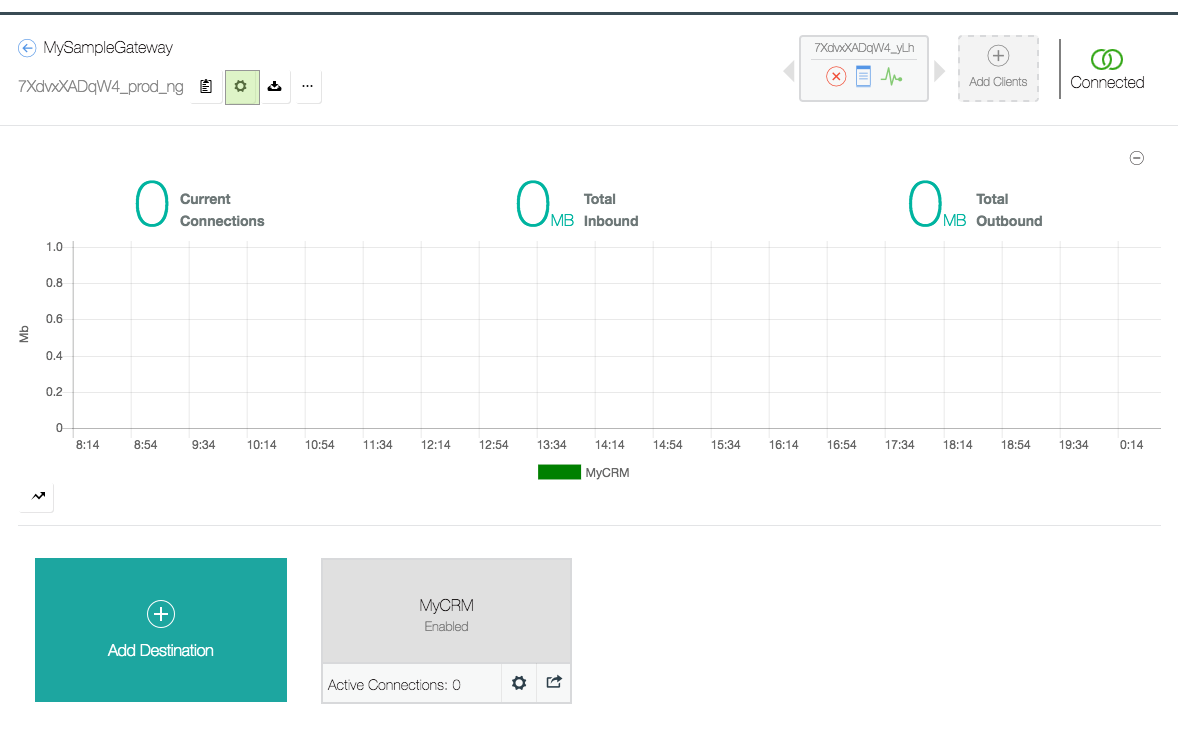 MySampleGateway
7XdvxXADqW4_prod_ng
7XdvxXADqW4_yLh
Add Clients
Connected
0 Current Connections
0 MB Total Inbound
0 MB Total Outbound
Mb
1.0
0.8
0.6
0.4
0.2
0
8:14 8:54 9:34 10:14 10:54 11:34 12:14 12:54 13:34 14:14 14:54 15:34 16:14 16:54 17:34 18:14 18:54 19:34 0:14
MyCRM
Add Destination
MyCRM
Enabled
Active Connections: 0